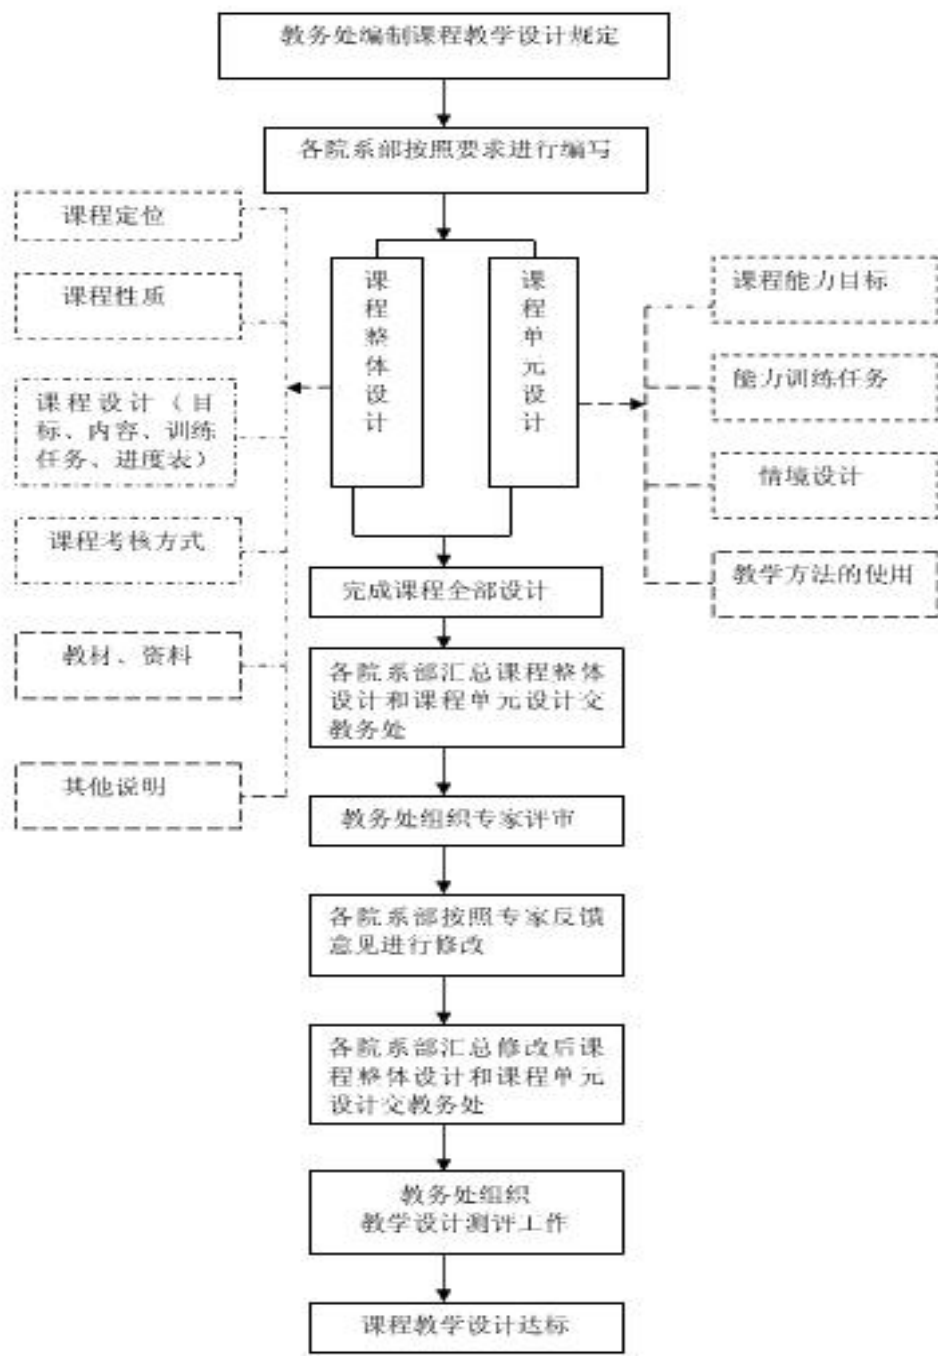 教务处编制课程教学设计规定
各院系部按照要求进行编写
课程定位
课程性质
课程设计（目
标、内容、训练
任务、进度表）
课程考核方式
教材、资料
其他说明
课程整体设计
课程单元设计
课程能力目标
能力训练任务
情境设计
教学方法的使用
完成课程全部设计
各院系部汇总课程整体
设计和课程单元设计交
教务处
教务处组织专家评审
各院系部按照专家反馈
意见进行修改
各院系部汇总修改后课
程整体设计和课程单元
设计交教务处
教务处组织
教学设计测评工作
课程教学设计达标